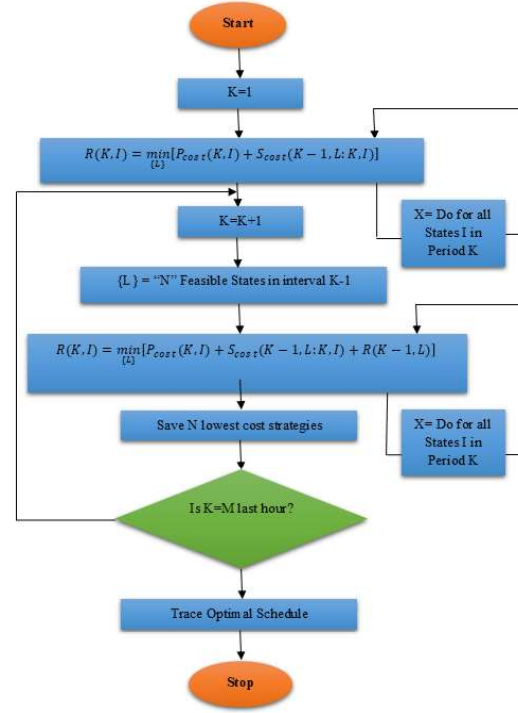 Start
K=1
R(K,I) = min[P_cost(K,I) + S_cost(K-1,L:K,I)]
{L}
X= Do for all
States I in
Period K
K=K+1
{L} = “N” Feasible States in interval K-1
R(K,I) = min[P_cost(K,I) + S_cost(K-1,L:K,I) + R(K-1,L)]
{L}
Save N lowest cost strategies
X= Do for all
States I in
Period K
Is K=M last hour?
Trace Optimal Schedule
Stop